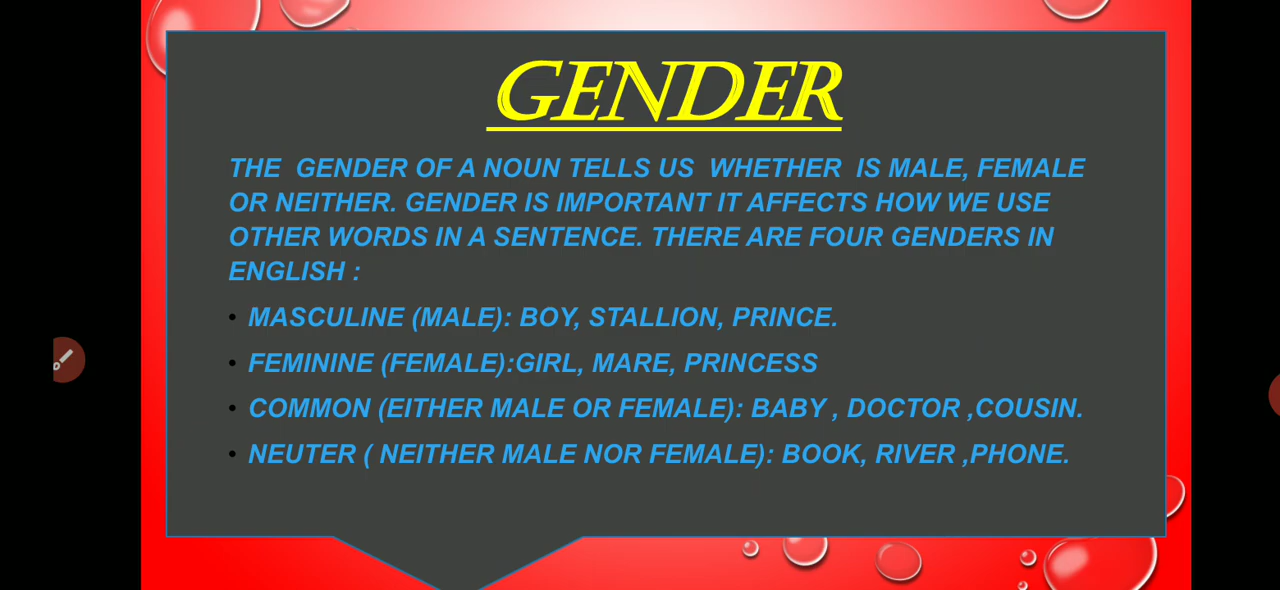 GENDER
THE GENDER OF A NOUN TELLS US WHETHER IS MALE, FEMALE
OR NEITHER. GENDER IS IMPORTANT IT AFFECTS HOW WE USE
OTHER WORDS IN A SENTENCE. THERE ARE FOUR GENDERS IN
ENGLISH :
• MASCULINE (MALE): BOY, STALLION, PRINCE.
• FEMININE (FEMALE):GIRL, MARE, PRINCESS
• COMMON (EITHER MALE OR FEMALE): BABY , DOCTOR ,COUSIN.
• NEUTER ( NEITHER MALE NOR FEMALE): BOOK, RIVER ,PHONE.